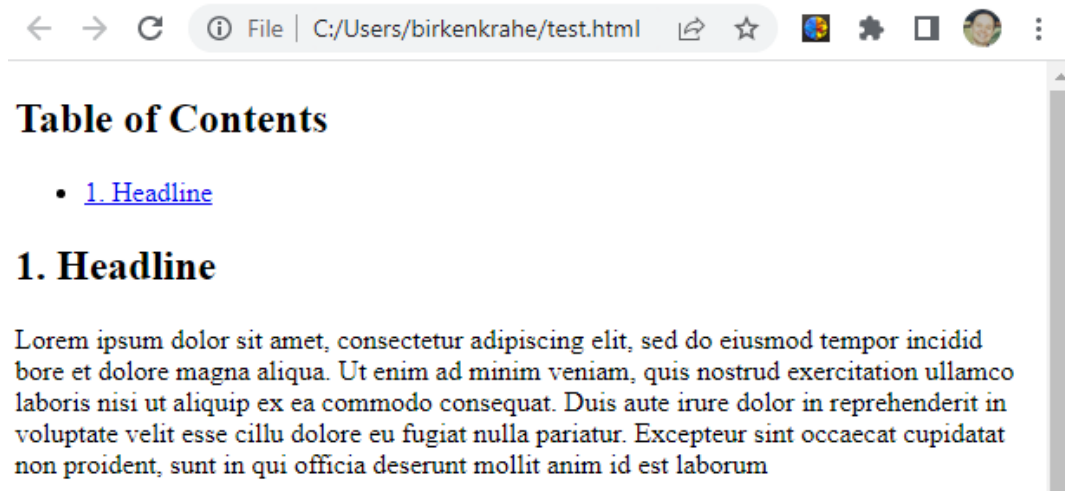 File | C:/Users/birkenkrahe/test.html
Table of Contents
1. Headline
1. Headline
Lorem ipsum dolor sit amet, consectetur adipiscing elit, sed do eiusmod tempor incidid
bore et dolore magna aliqua. Ut enim ad minim veniam, quis nostrud exercitation ullamco
laboris nisi ut aliquip ex ea commodo consequat. Duis aute irure dolor in reprehenderit in
voluptate velit esse cillu dolore eu fugiat nulla pariatur. Excepteur sint occaecat cupidatat
non proident, sunt in qui officia deserunt mollit anim id est laborum